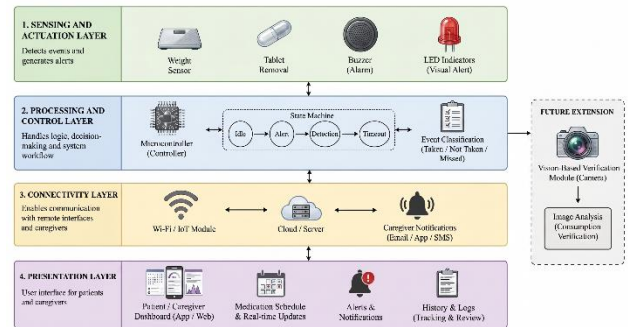 1. SENSING AND
ACTUATION LAYER
Detects events and
generates alerts
Weight
Sensor
Tablet
Removal
Buzzer
(Alarm)
LED Indicators
(Visual Alert)
2. PROCESSING AND
CONTROL LAYER
Handles logic, decision-
making and system
workflow
Microcontroller
(Controller)
State Machine
Idle
Alert
Detection
Timeout
Event Classification
(Taken / Not Taken /
Missed)
FUTURE EXTENSION
Vision-Based Verification
Module (Camera)
Image Analysis
(Consumption
Verification)
3. CONNECTIVITY LAYER
Enables communication
with remote interfaces
and caregivers
Wi-Fi / IoT Module
Cloud / Server
Caregiver Notifications
(Email / App / SMS)
4. PRESENTATION LAYER
User interface for patients
and caregivers
Patient / Caregiver
Dashboard (App / Web)
Medication Schedule
& Real-time Updates
Alerts &
Notifications
History & Logs
(Tracking & Review)